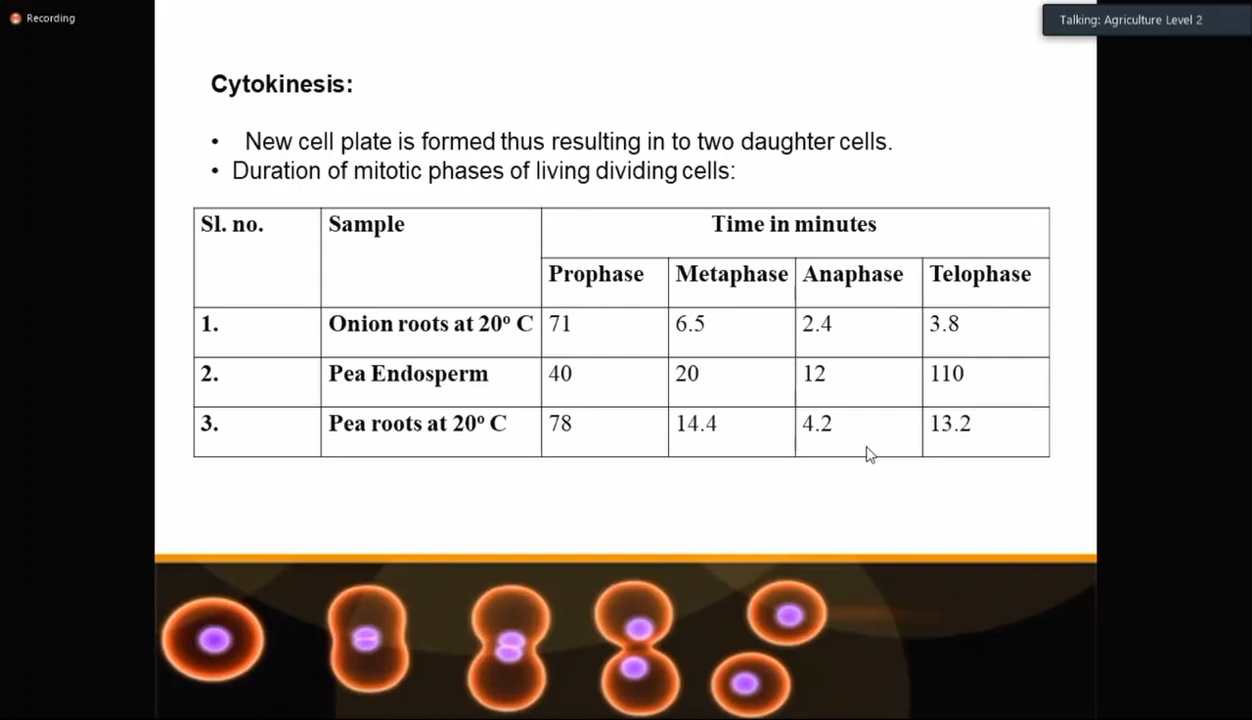 Recording
Talking: Agriculture Level 2
Cytokinesis:
• New cell plate is formed thus resulting in to two daughter cells.
• Duration of mitotic phases of living dividing cells:
Sl. no. Sample Time in minutes
Prophase Metaphase Anaphase Telophase
1. Onion roots at 20º C 71 6.5 2.4 3.8
2. Pea Endosperm 40 20 12 110
3. Pea roots at 20º C 78 14.4 4.2 13.2